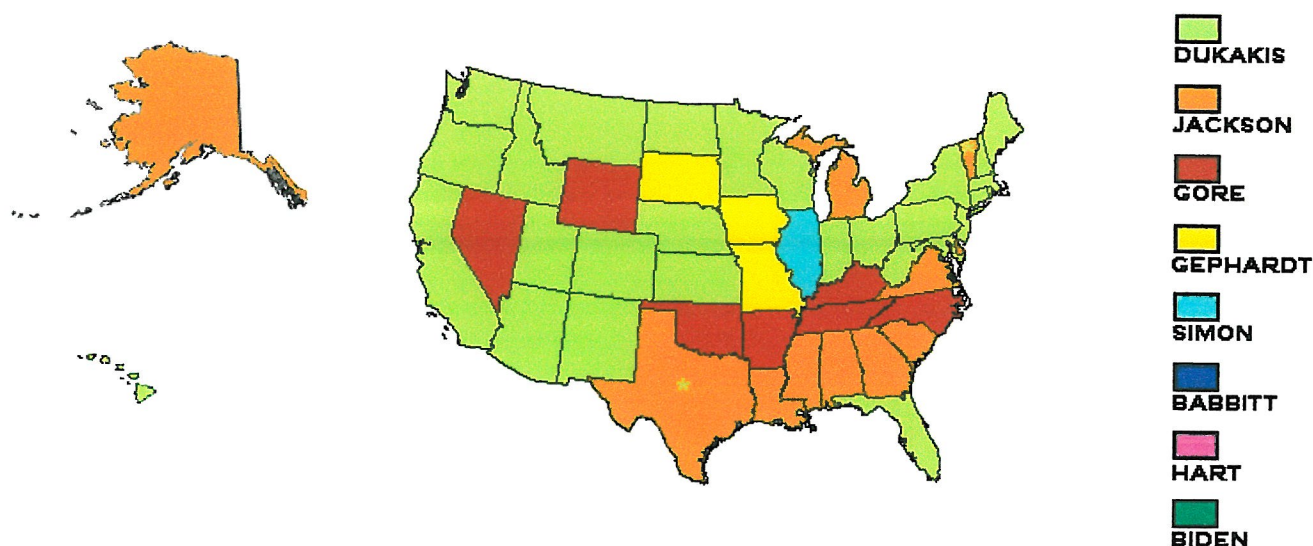 DUKAKIS
JACKSON
GORE
GEPHARDT
SIMON
BABBITT
HART
BIDEN